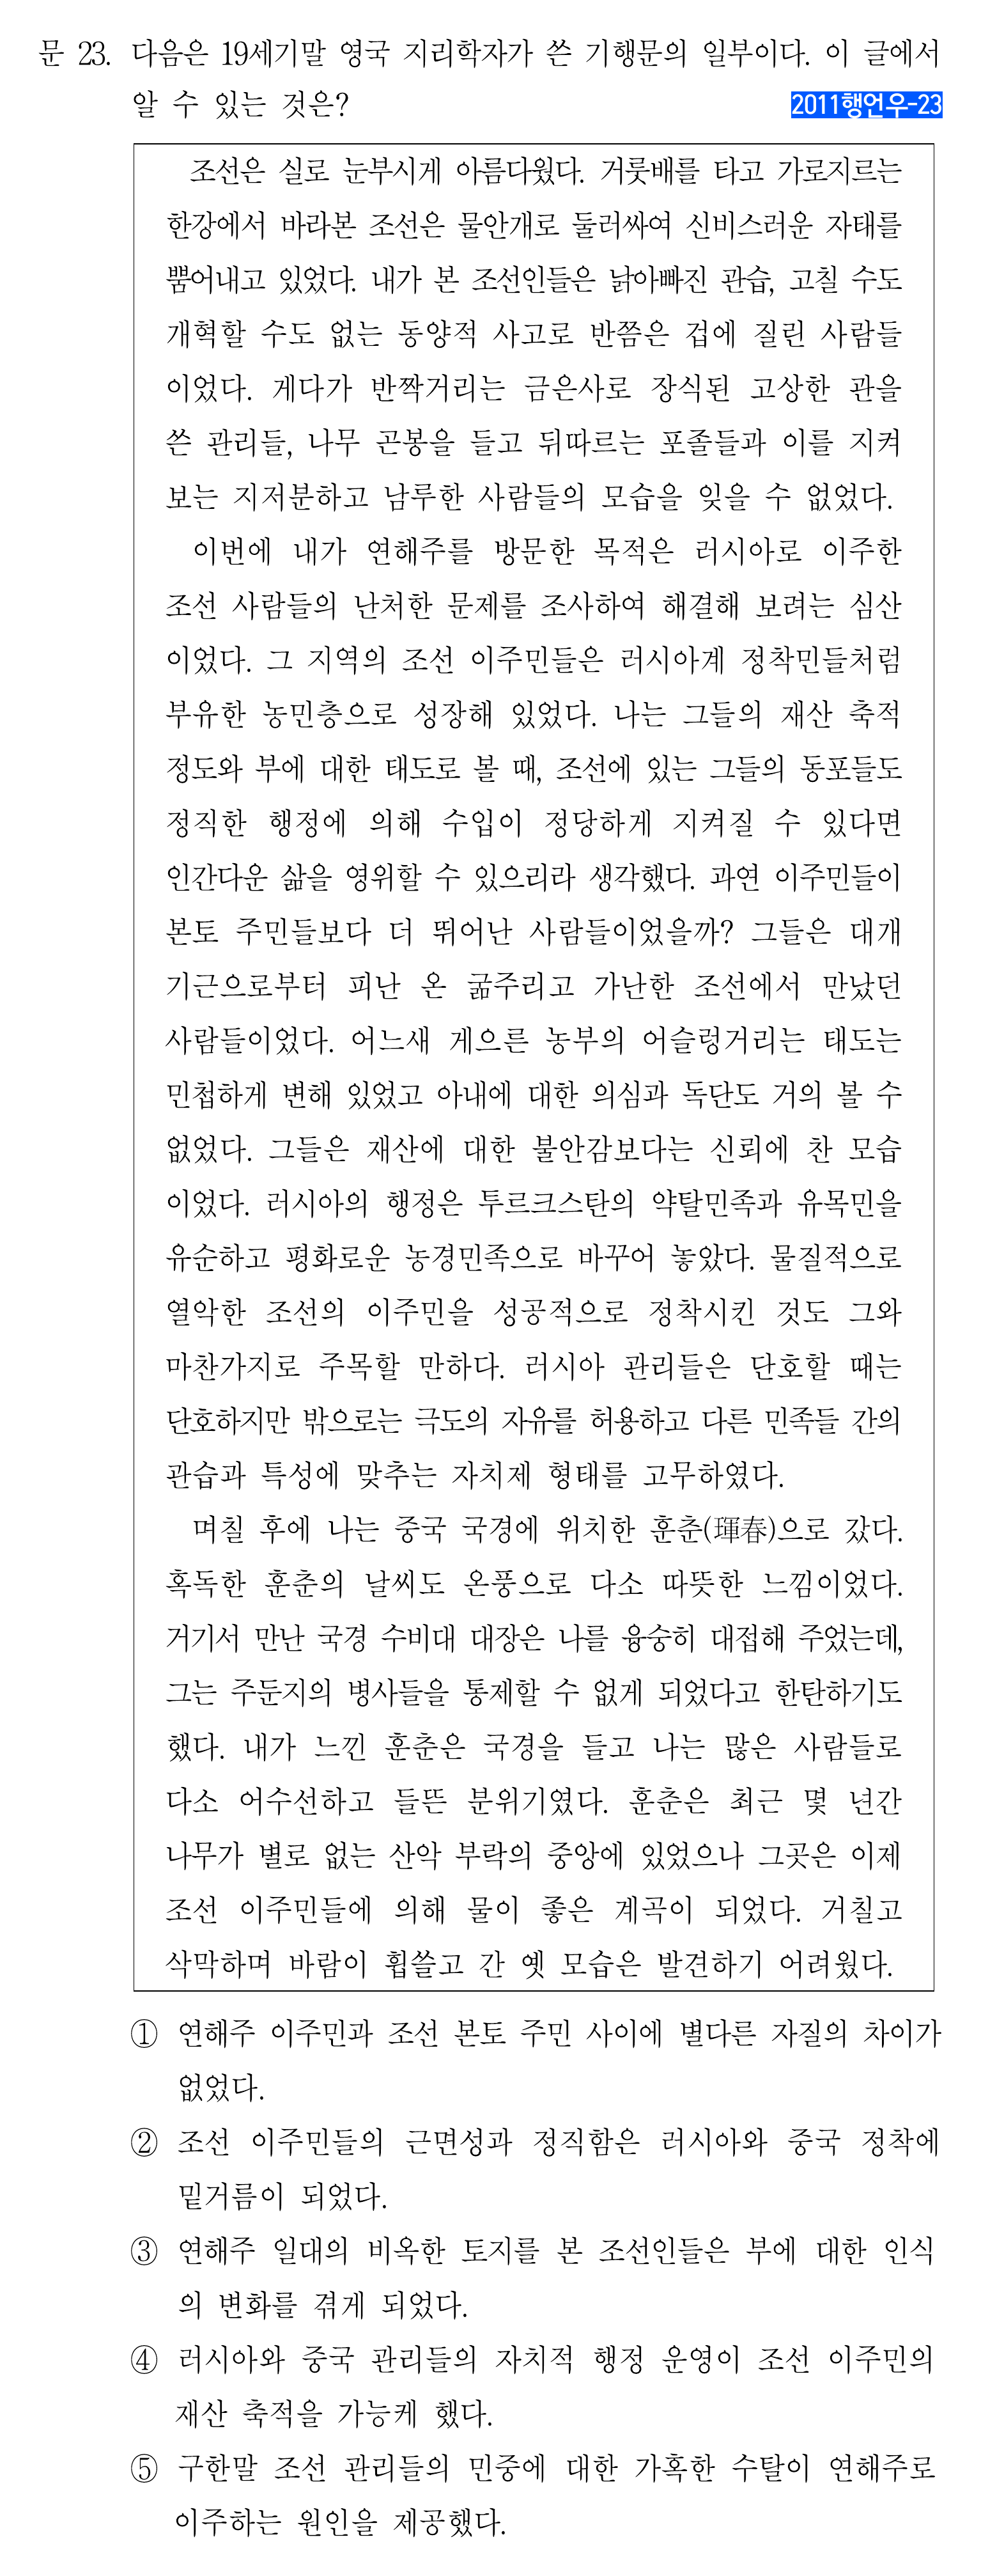 문 23. 다음은 19세기말 영국 지리학자가 쓴 기행문의 일부이다. 이 글에서
알 수 있는 것은?
2011행언우-23
조선은 실로 눈부시게 아름다웠다. 거룻배를 타고 가로지르는
한강에서 바라본 조선은 물안개로 둘러싸여 신비스러운 자태를
뿜어내고 있었다. 내가 본 조선인들은 낡아빠진 관습, 고칠 수도
개혁할 수도 없는 동양적 사고로 반쯤은 겁에 질린 사람들
이었다. 게다가 반짝거리는 금은사로 장식된 고상한 관을
쓴 관리들, 나무 곤봉을 들고 뒤따르는 포졸들과 이를 지켜
보는 지저분하고 남루한 사람들의 모습을 잊을 수 없었다.
이번에 내가 연해주를 방문한 목적은 러시아로 이주한
조선 사람들의 난처한 문제를 조사하여 해결해 보려는 심산
이었다. 그 지역의 조선 이주민들은 러시아계 정착민들처럼
부유한 농민층으로 성장해 있었다. 나는 그들의 재산 축적
정도와 부에 대한 태도로 볼 때, 조선에 있는 그들의 동포들도
정직한 행정에 의해 수입이 정당하게 지켜질 수 있다면
인간다운 삶을 영위할 수 있으리라 생각했다. 과연 이주민들이
본토 주민들보다 더 뛰어난 사람들이었을까? 그들은 대개
기근으로부터 피난 온 굶주리고 가난한 조선에서 만났던
사람들이었다. 어느새 게으른 농부의 어슬렁거리는 태도는
민첩하게 변해 있었고 아내에 대한 의심과 독단도 거의 볼 수
없었다. 그들은 재산에 대한 불안감보다는 신뢰에 찬 모습
이었다. 러시아의 행정은 투르크스탄의 약탈민족과 유목민을
유순하고 평화로운 농경민족으로 바꾸어 놓았다. 물질적으로
열악한 조선의 이주민을 성공적으로 정착시킨 것도 그와
마찬가지로 주목할 만하다. 러시아 관리들은 단호할 때는
단호하지만 밖으로는 극도의 자유를 허용하고 다른 민족들 간의
관습과 특성에 맞추는 자치제 형태를 고무하였다.
며칠 후에 나는 중국 국경에 위치한 훈춘(琿春)으로 갔다.
혹독한 훈춘의 날씨도 온풍으로 다소 따뜻한 느낌이었다.
거기서 만난 국경 수비대 대장은 나를 융숭히 대접해 주었는데,
그는 주둔지의 병사들을 통제할 수 없게 되었다고 한탄하기도
했다. 내가 느낀 훈춘은 국경을 들고 나는 많은 사람들로
다소 어수선하고 들뜬 분위기였다. 훈춘은 최근 몇 년간
나무가 별로 없는 산악 부락의 중앙에 있었으나 그곳은 이제
조선 이주민들에 의해 물이 좋은 계곡이 되었다. 거칠고
삭막하며 바람이 휩쓸고 간 옛 모습은 발견하기 어려웠다.
① 연해주 이주민과 조선 본토 주민 사이에 별다른 자질의 차이가
없었다.
② 조선 이주민들의 근면성과 정직함은 러시아와 중국 정착에
밑거름이 되었다.
③ 연해주 일대의 비옥한 토지를 본 조선인들은 부에 대한 인식
의 변화를 겪게 되었다.
④ 러시아와 중국 관리들의 자치적 행정 운영이 조선 이주민의
재산 축적을 가능케 했다.
⑤ 구한말 조선 관리들의 민중에 대한 가혹한 수탈이 연해주로
이주하는 원인을 제공했다.